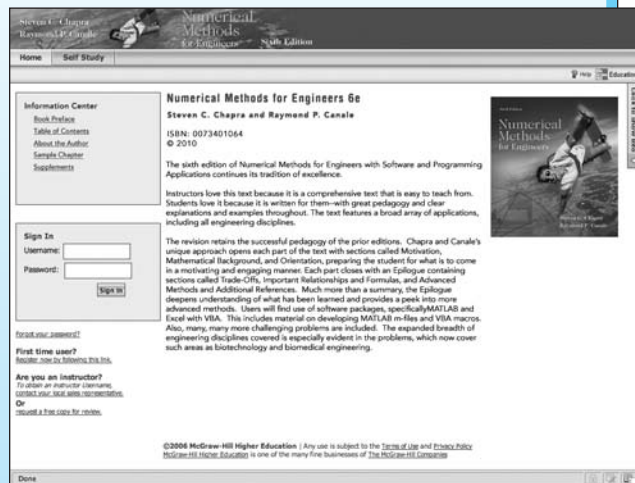 Steven C. Chapra
Raymond P. Canale
Numerical
Methods
for Engineers Sixth Edition
Home Self Study
Help Education
Information Center
Book Preface
Table of Contents
About the Author
Sample Chapter
Supplements
Sign In
Username:
Password:
Sign In
Forgot your password?
First time user?
Register now by following this link.
Are you an instructor?
To obtain an instructor Username,
contact your local sales representative.
Or
request a free copy for review.
Numerical Methods for Engineers 6e
Steven C. Chapra and Raymond P. Canale
ISBN: 0073401064
© 2010
The sixth edition of Numerical Methods for Engineers with Software and Programming
Applications continues its tradition of excellence.
Instructors love this text because it is a comprehensive text that is easy to teach from.
Students love it because it is written for them--with great pedagogy and clear
explanations and examples throughout. The text features a broad array of applications,
including all engineering disciplines.
The revision retains the successful pedagogy of the prior editions. Chapra and Canale's
unique approach opens each part of the text with sections called Motivation,
Mathematical Background, and Orientation, preparing the student for what is to come
in a motivating and engaging manner. Each part closes with an Epilogue containing
sections called Trade-Offs, Important Relationships and Formulas, and Advanced
Methods and Additional References. Much more than a summary, the Epilogue
deepens understanding of what has been learned and provides a peek into more
advanced methods. Users will find use of software packages, specificallyMATLAB and
Excel with VBA. This includes material on developing MATLAB m-files and VBA macros.
Also, many, many more challenging problems are included. The expanded breadth of
engineering disciplines covered is especially evident in the problems, which now cover
such areas as biotechnology and biomedical engineering.
Numerical
Methods
for Engineers
©2006 McGraw-Hill Higher Education | Any use is subject to the Terms of Use and Privacy Policy
McGraw-Hill Higher Education is one of the many fine businesses of The McGraw-Hill Companies
Done